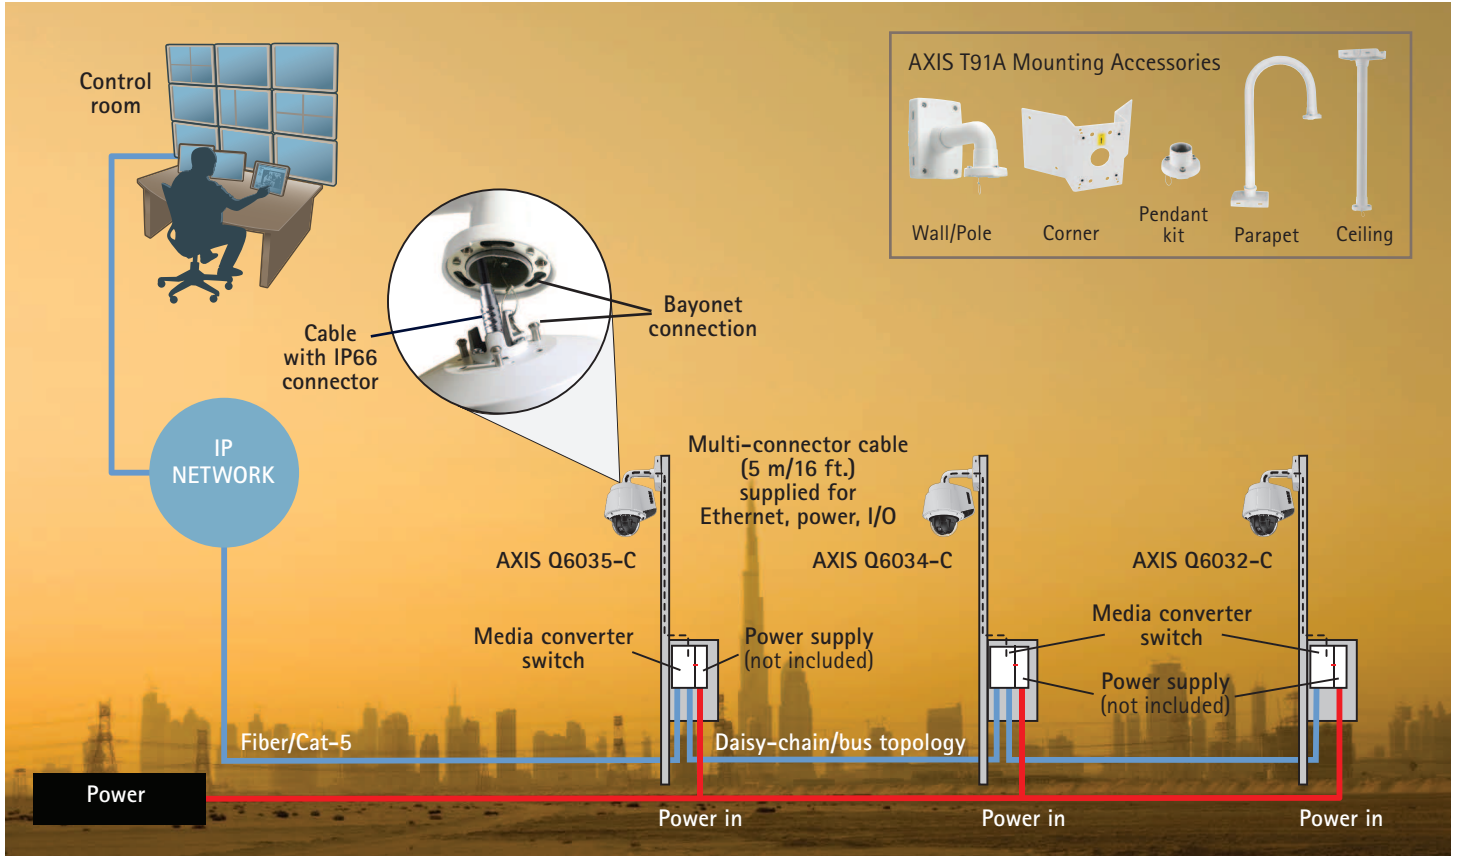 Control
room
AXIS T91A Mounting Accessories
Wall/Pole
Corner
Pendant
kit
Parapet
Ceiling
Bayonet
connection
Cable
with IP66
connector
IP
NETWORK
Multi-connector cable
(5 m/16 ft.)
supplied for
Ethernet, power, I/O
AXIS Q6035-C
AXIS Q6034-C
AXIS Q6032-C
Media converter
switch
Power supply
(not included)
Media converter
switch
Power supply
(not included)
Fiber/Cat-5
Daisy-chain/bus topology
Power
Power in
Power in
Power in